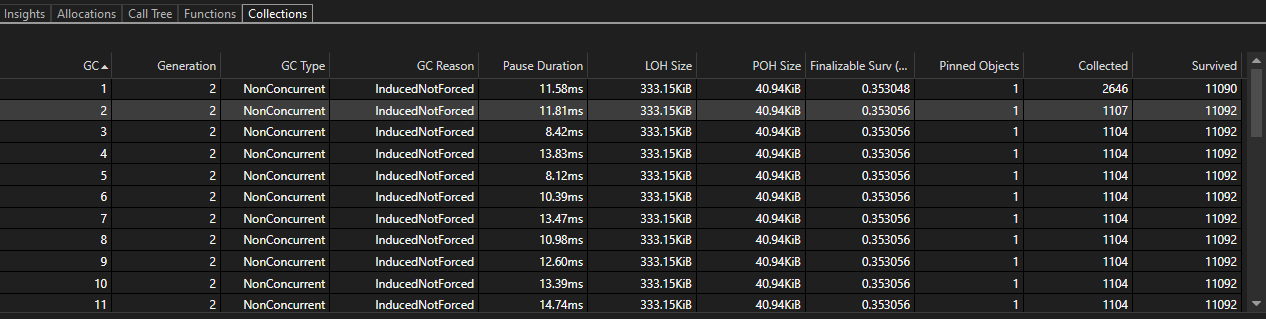 Insights Allocations Call Tree Functions Collections
GC Generation GC Type GC Reason Pause Duration LOH Size POH Size Finalizable Surv (... Pinned Objects Collected Survived
1 2 NonConcurrent InducedNotForced 11.58ms 333.15KiB 40.94KiB 0.353048 1 2646 11090
2 2 NonConcurrent InducedNotForced 11.81ms 333.15KiB 40.94KiB 0.353056 1 1107 11092
3 2 NonConcurrent InducedNotForced 8.42ms 333.15KiB 40.94KiB 0.353056 1 1104 11092
4 2 NonConcurrent InducedNotForced 13.83ms 333.15KiB 40.94KiB 0.353056 1 1104 11092
5 2 NonConcurrent InducedNotForced 8.12ms 333.15KiB 40.94KiB 0.353056 1 1104 11092
6 2 NonConcurrent InducedNotForced 10.39ms 333.15KiB 40.94KiB 0.353056 1 1104 11092
7 2 NonConcurrent InducedNotForced 13.47ms 333.15KiB 40.94KiB 0.353056 1 1104 11092
8 2 NonConcurrent InducedNotForced 10.98ms 333.15KiB 40.94KiB 0.353056 1 1104 11092
9 2 NonConcurrent InducedNotForced 12.60ms 333.15KiB 40.94KiB 0.353056 1 1104 11092
10 2 NonConcurrent InducedNotForced 13.39ms 333.15KiB 40.94KiB 0.353056 1 1104 11092
11 2 NonConcurrent InducedNotForced 14.74ms 333.15KiB 40.94KiB 0.353056 1 1104 11092